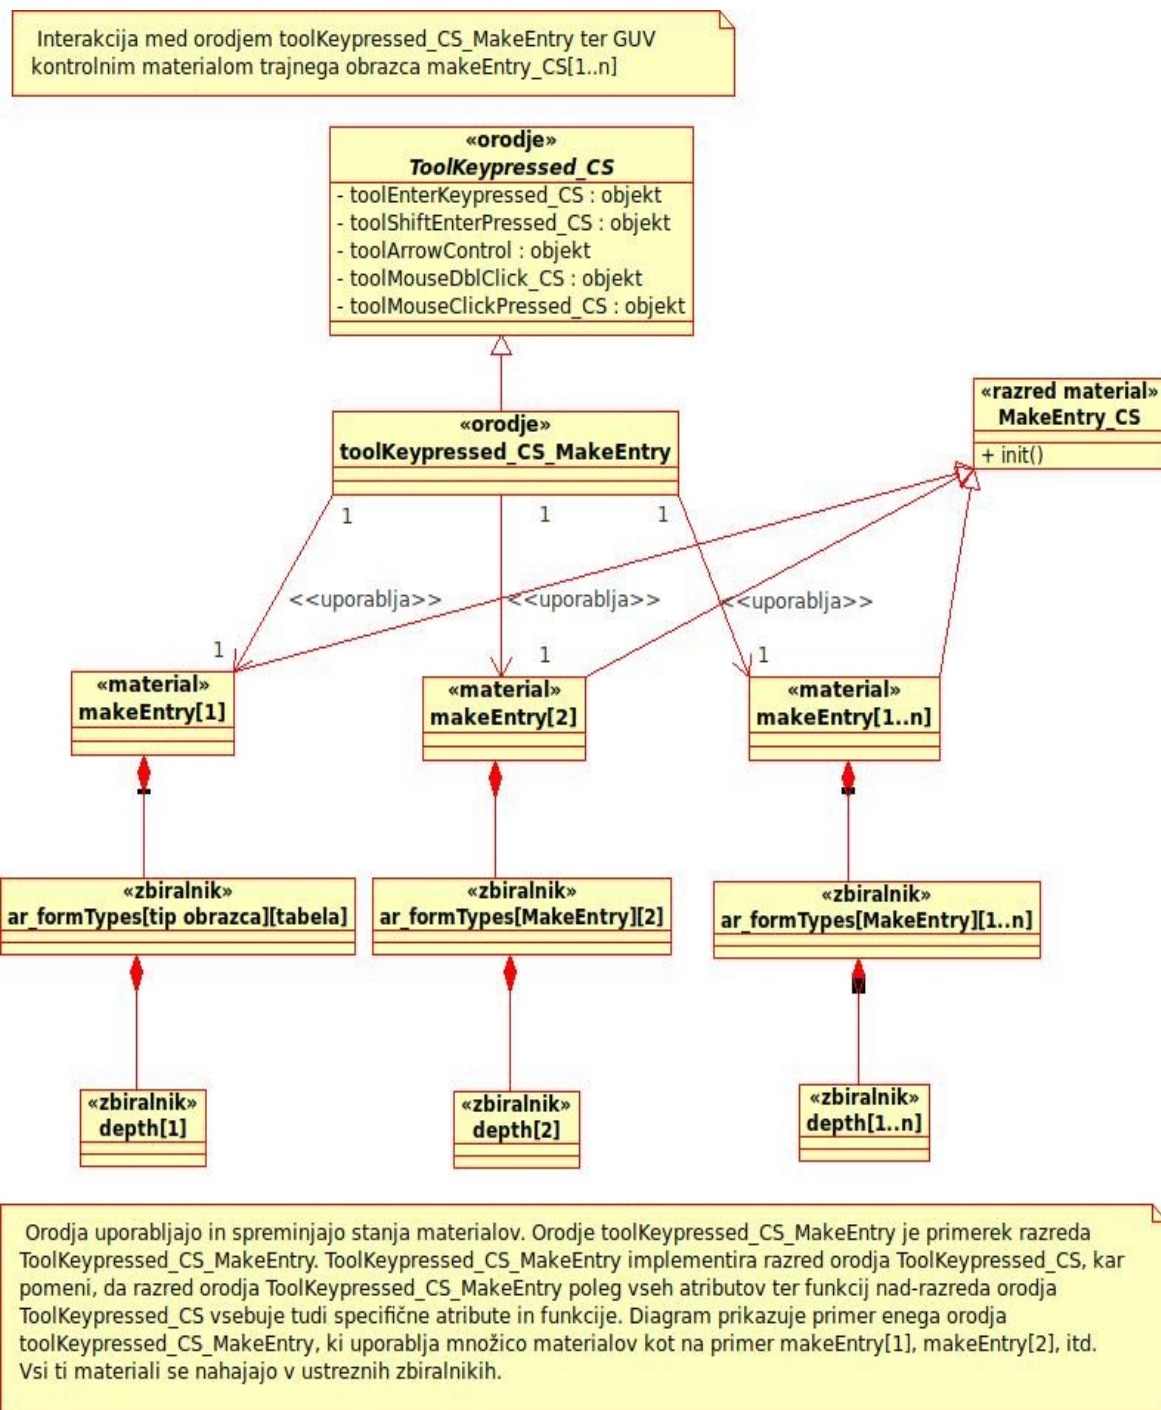 Interakcija med orodjem toolKeypressed_CS_MakeEntry ter GUV
kontrolnim materialom trajnega obrazca makeEntry_CS[1..n]
«orodje»
ToolKeypressed_CS
- toolEnterKeypressed_CS : objekt
- toolShiftEnterPressed_CS : objekt
- toolArrowControl : objekt
- toolMouseDblClick_CS : objekt
- toolMouseClickPressed_CS : objekt
«razred material»
MakeEntry_CS
+ init()
«orodje»
toolKeypressed_CS_MakeEntry
1 1 1
<<uporablja>> <<uporablja>> <<uporablja>>
1 1 1
«material»
makeEntry[1]
«material»
makeEntry[2]
«material»
makeEntry[1..n]
«zbiralnik»
ar_formTypes[tip obrazca][tabela]
«zbiralnik»
ar_formTypes[MakeEntry][2]
«zbiralnik»
ar_formTypes[MakeEntry][1..n]
«zbiralnik»
depth[1]
«zbiralnik»
depth[2]
«zbiralnik»
depth[1..n]
Orodja uporabljajo in spreminjajo stanja materialov. Orodje toolKeypressed_CS_MakeEntry je primerek razreda
ToolKeypressed_CS_MakeEntry. ToolKeypressed_CS_MakeEntry implementira razred orodja ToolKeypressed_CS, kar
pomeni, da razred orodja ToolKeypressed_CS_MakeEntry poleg vseh atributov ter funkcij nad-razreda orodja
ToolKeypressed_CS vsebuje tudi specifične atribute in funkcije. Diagram prikazuje primer enega orodja
toolKeypressed_CS_MakeEntry, ki uporablja množico materialov kot na primer makeEntry[1], makeEntry[2], itd.
Vsi ti materiali se nahajajo v ustreznih zbiralnikih.